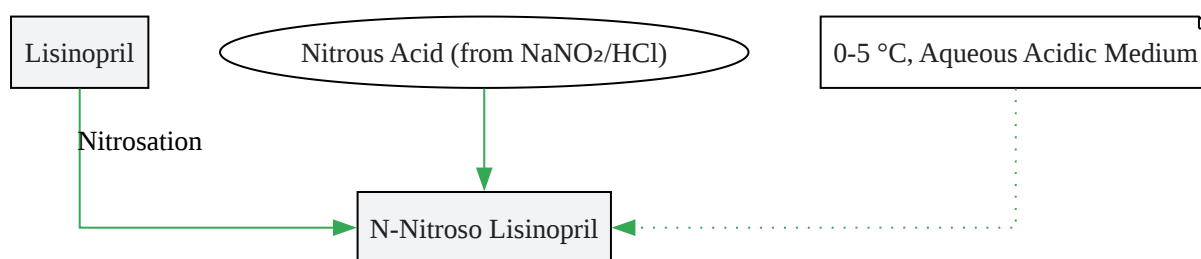 Lisinopril
Nitrous Acid (from NaNO₂/HCl)
0-5 °C, Aqueous Acidic Medium
Nitrosation
N-Nitroso Lisinopril